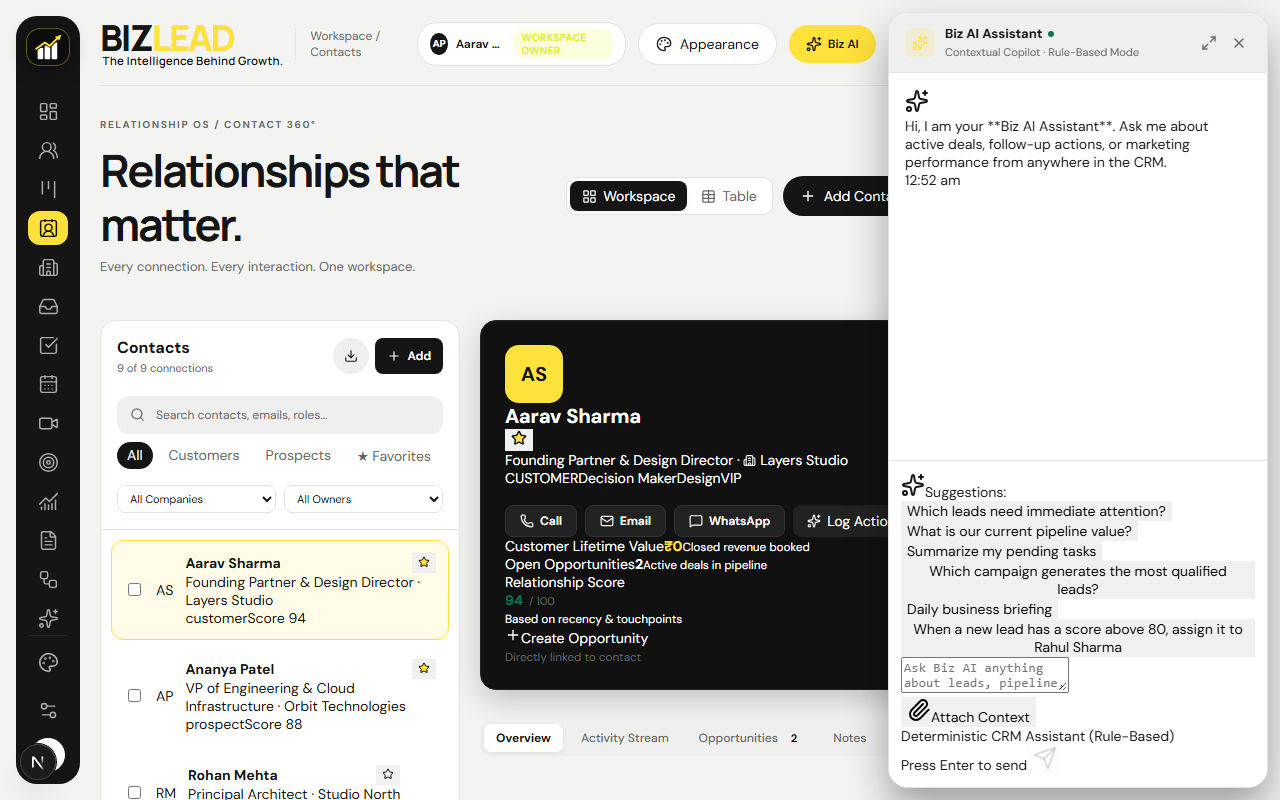 BIZLEAD
The Intelligence Behind Growth.
Workspace /
Contacts
AP Aarav ...
WORKSPACE
OWNER
Appearance
Biz AI
RELATIONSHIP OS / CONTACT 360°
Relationships that
matter.
Every connection. Every interaction. One workspace.
Workspace
Table
Add Conta
Contacts
9 of 9 connections
Add
Search contacts, emails, roles...
All
Customers
Prospects
★ Favorites
All Companies
All Owners
AS
Aarav Sharma
Founding Partner & Design Director ·
Layers Studio
customerScore 94
AP
Ananya Patel
VP of Engineering & Cloud
Infrastructure · Orbit Technologies
prospectScore 88
RM
Rohan Mehta
Principal Architect · Studio North
N
AS
Aarav Sharma
Founding Partner & Design Director · Layers Studio
CUSTOMERDecision MakerDesignVIP
Call
Email
WhatsApp
Log Actio
Customer Lifetime Value₹0Closed revenue booked
Open Opportunities2Active deals in pipeline
Relationship Score
94 / 100
Based on recency & touchpoints
Create Opportunity
Directly linked to contact
Overview
Activity Stream
Opportunities 2
Notes
Biz AI Assistant
Contextual Copilot · Rule-Based Mode
Hi, I am your **Biz AI Assistant**. Ask me about
active deals, follow-up actions, or marketing
performance from anywhere in the CRM.
12:52 am
Suggestions:
Which leads need immediate attention?
What is our current pipeline value?
Summarize my pending tasks
Which campaign generates the most qualified
leads?
Daily business briefing
When a new lead has a score above 80, assign it to
Rahul Sharma
Ask Biz AI anything
about leads, pipeline,
Attach Context
Deterministic CRM Assistant (Rule-Based)
Press Enter to send